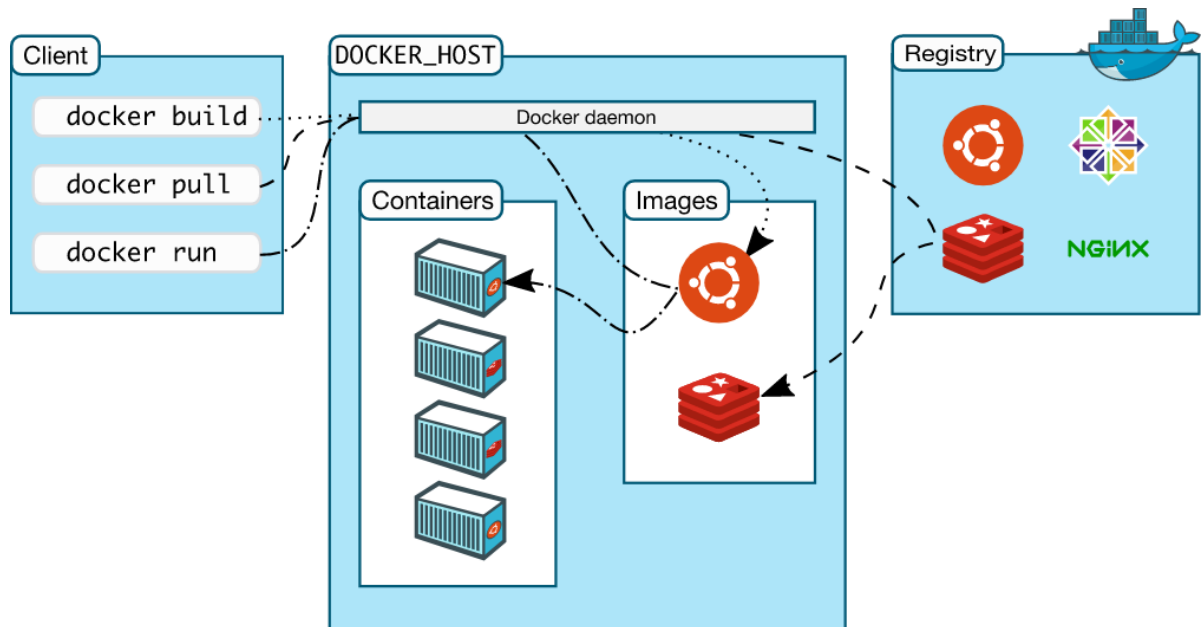 Client
docker build
docker pull
docker run
DOCKER_HOST
Docker daemon
Containers
Images
Registry
NGINX